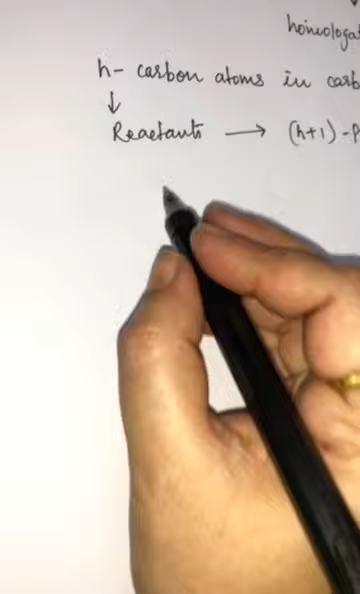 homologat
n- carbon atoms in carb
↓
Reactants → (n+1) - P